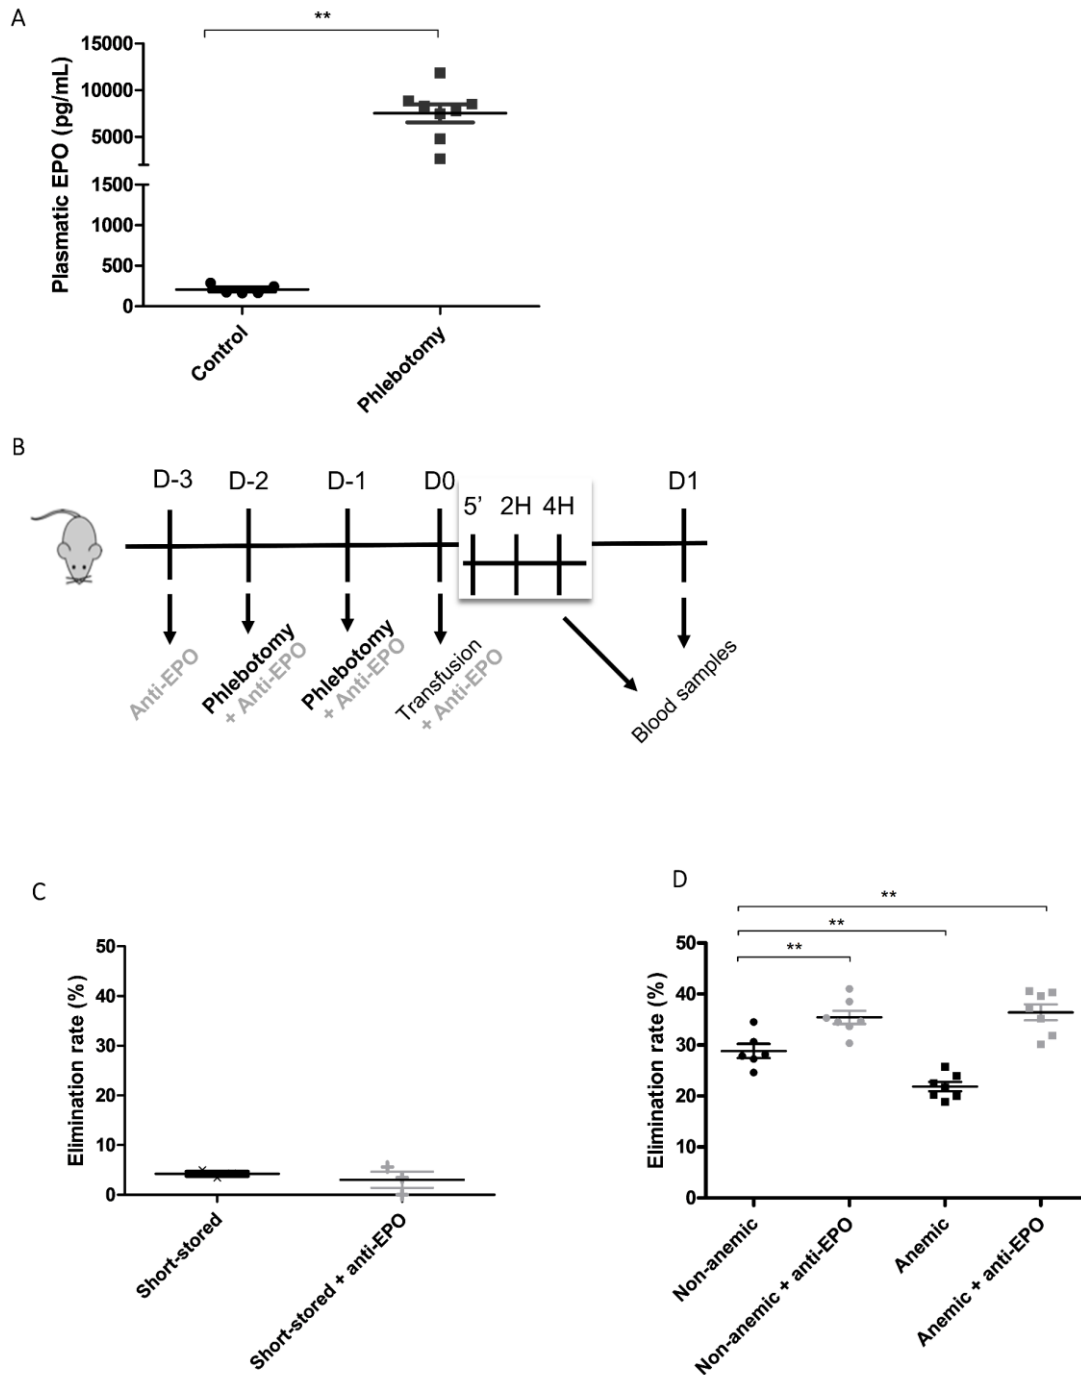 A
**
15000
10000
5000
1500
1000
500
0
Plasmatic EPO (pg/mL)
Control
Phlebotomy
B
D-3
D-2
D-1
D0
5’
2H
4H
D1
Anti-EPO
Phlebotomy
+ Anti-EPO
Phlebotomy
+ Anti-EPO
Transfusion
+ Anti-EPO
Blood samples
C
50
40
30
20
10
0
Elimination rate (%)
Short-stored
Short-stored + anti-EPO
D
**
**
**
50
40
30
20
10
0
Elimination rate (%)
Non-anemic
Non-anemic + anti-EPO
Anemic
Anemic + anti-EPO